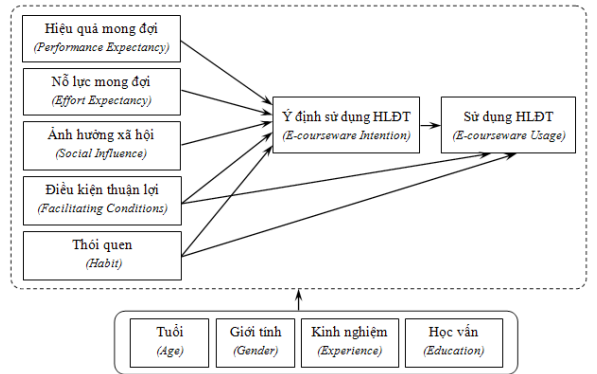 Hiệu quả mong đợi
(Performance Expectancy)
Nỗ lực mong đợi
(Effort Expectancy)
Ảnh hưởng xã hội
(Social Influence)
Điều kiện thuận lợi
(Facilitating Conditions)
Thói quen
(Habit)
Ý định sử dụng HLĐT
(E-courseware Intention)
Sử dụng HLĐT
(E-courseware Usage)
Tuổi
(Age)
Giới tính
(Gender)
Kinh nghiệm
(Experience)
Học vấn
(Education)